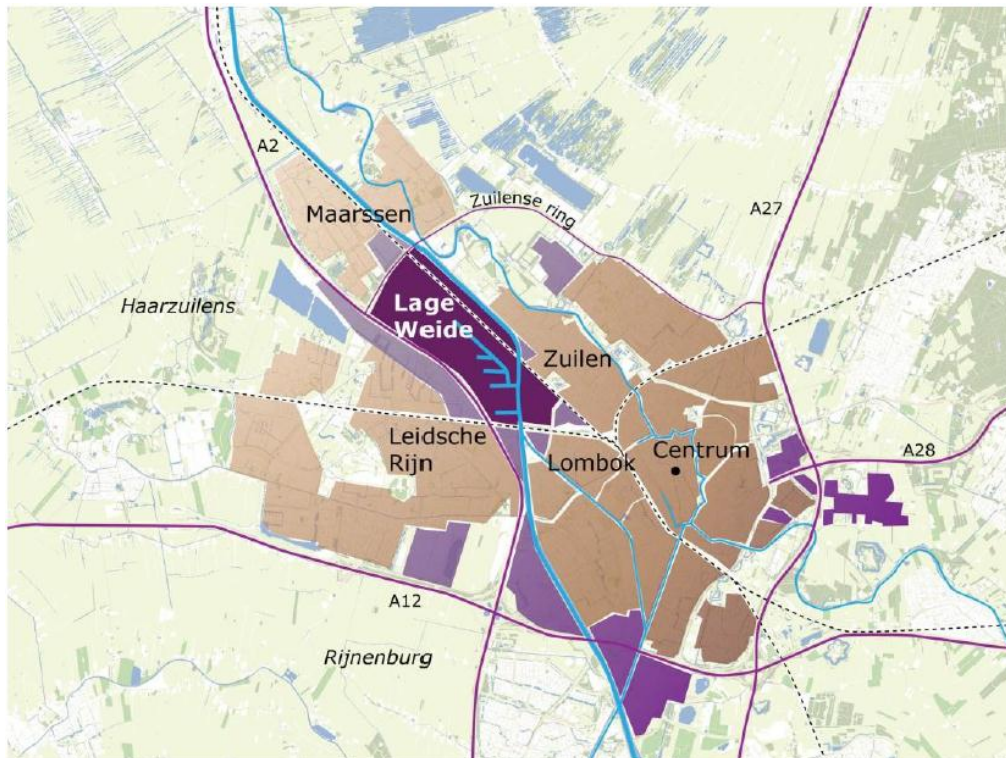 A2
Maarssen
Zuilense ring
A27
Haarzuilens
Lage
Weide
Zuilen
Leidsche
Rijn
Lombok
Centrum
A28
A12
Rijnenburg